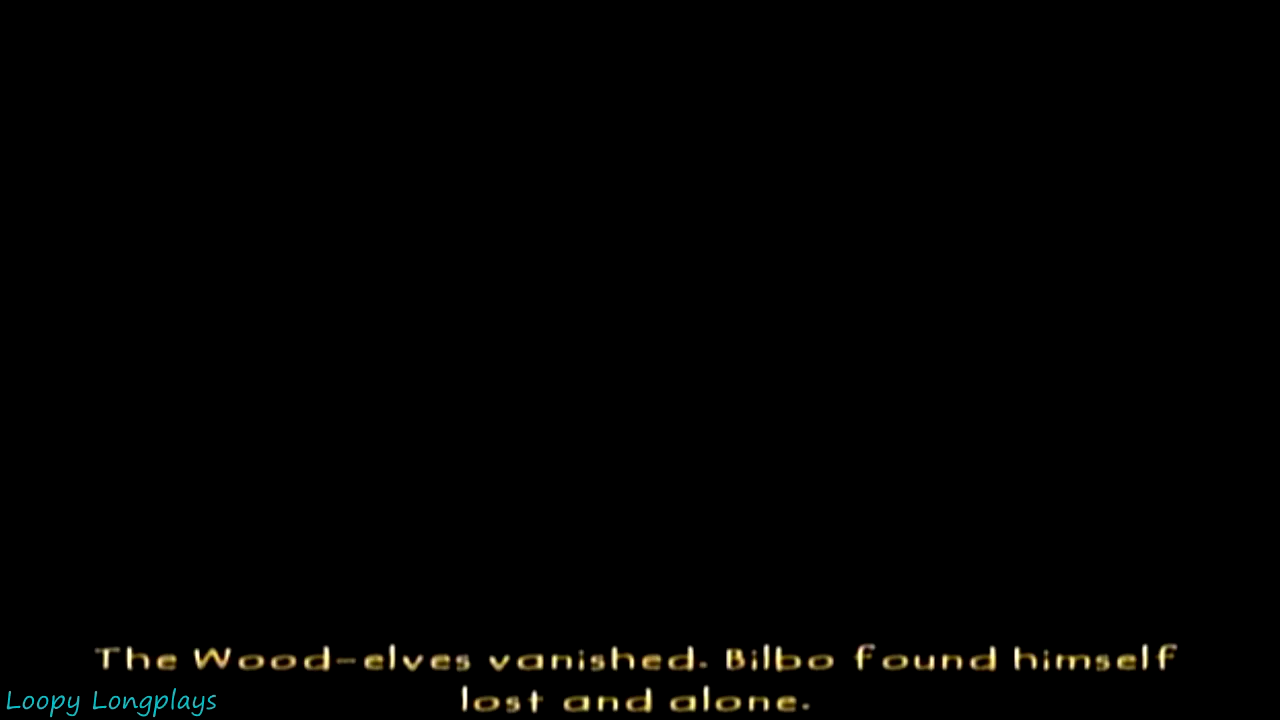 The Wood-elves vanished. Bilbo found himself
lost and alone.
Loopy Longplays